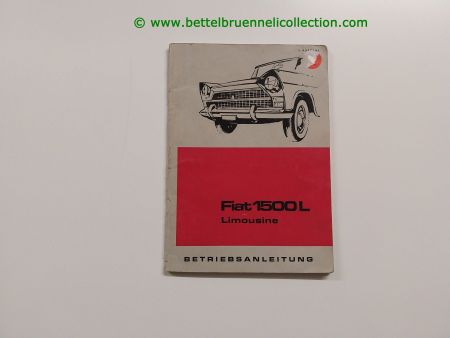 © www.bettelbruennelicollection.com
Fiat 1500 L
Limousine
BETRIEBSANLEITUNG